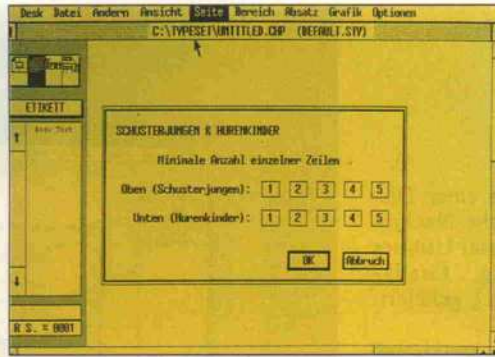 Desk Datei Ändern Ansicht Seite Bereich Absatz Grafik Optionen
C:\TYPESET\UNTITLED.CHP (DEFAULT.STY)
ETIKETT
Body Text
SCHUSTERJUNGEN & HURENKINDER
Minimale Anzahl einzelner Zeilen
Oben (Schusterjungen): 1 2 3 4 5
Unten (Hurenkinder): 1 2 3 4 5
OK Abbruch
R S. = 0001